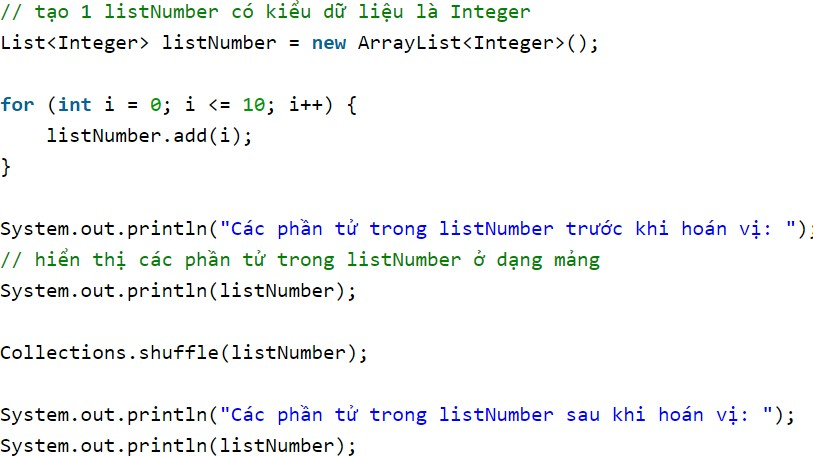 // tạo 1 listNumber có kiểu dữ liệu là Integer
List<Integer> listNumber = new ArrayList<Integer>();
for (int i = 0; i <= 10; i++) {
listNumber.add(i);
}
System.out.println("Các phần tử trong listNumber trước khi hoán vị: ");
// hiển thị các phần tử trong listNumber ở dạng mảng
System.out.println(listNumber);
Collections.shuffle(listNumber);
System.out.println("Các phần tử trong listNumber sau khi hoán vị: ");
System.out.println(listNumber);